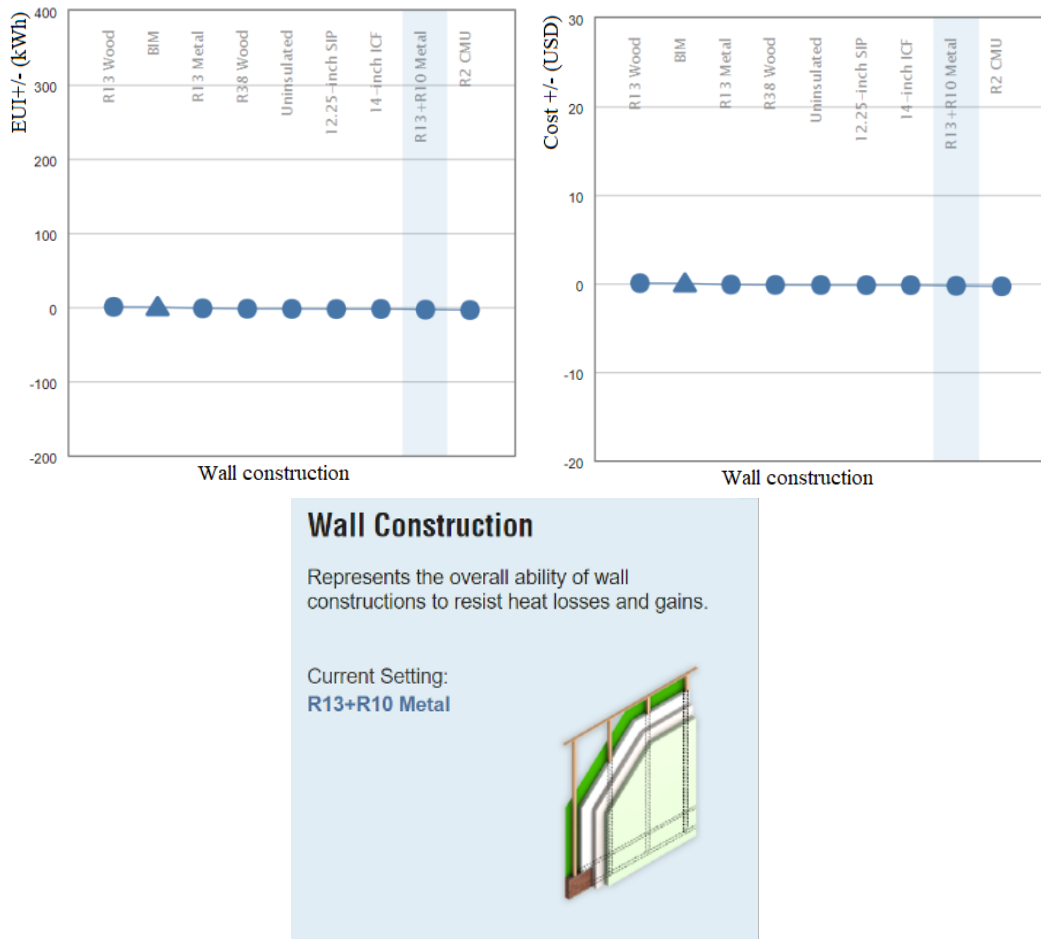 EUI+/- (kWh)
400
300
200
100
0
-100
-200
R13 Wood
BIM
R13 Metal
R38 Wood
Uninsulated
12.25-inch SIP
14-inch ICF
R13+R10 Metal
R2 CMU
Wall construction
Cost +/- (USD)
30
20
10
0
-10
-20
R13 Wood
BIM
R13 Metal
R38 Wood
Uninsulated
12.25-inch SIP
14-inch ICF
R13+R10 Metal
R2 CMU
Wall construction
Wall Construction
Represents the overall ability of wall
constructions to resist heat losses and gains.
Current Setting:
R13+R10 Metal